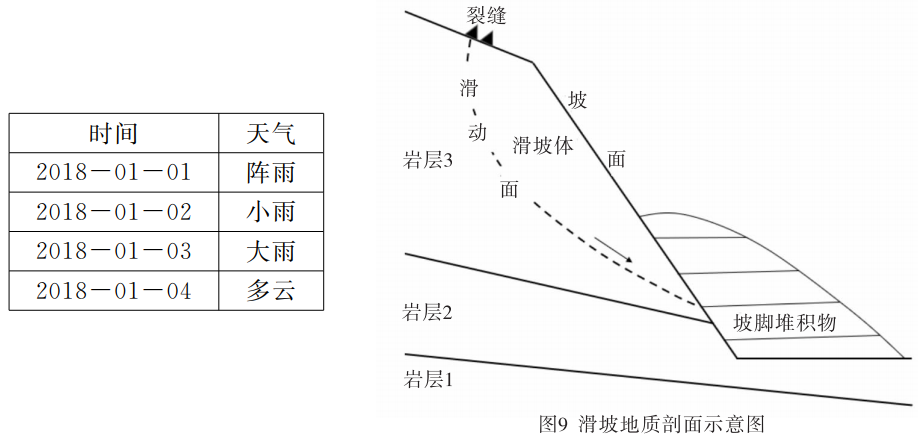 时间 天气
2018－01－01 阵雨
2018－01－02 小雨
2018－01－03 大雨
2018－01－04 多云
裂缝
滑动面
坡面
滑坡体
岩层3
岩层2
坡脚堆积物
岩层1
图9 滑坡地质剖面示意图